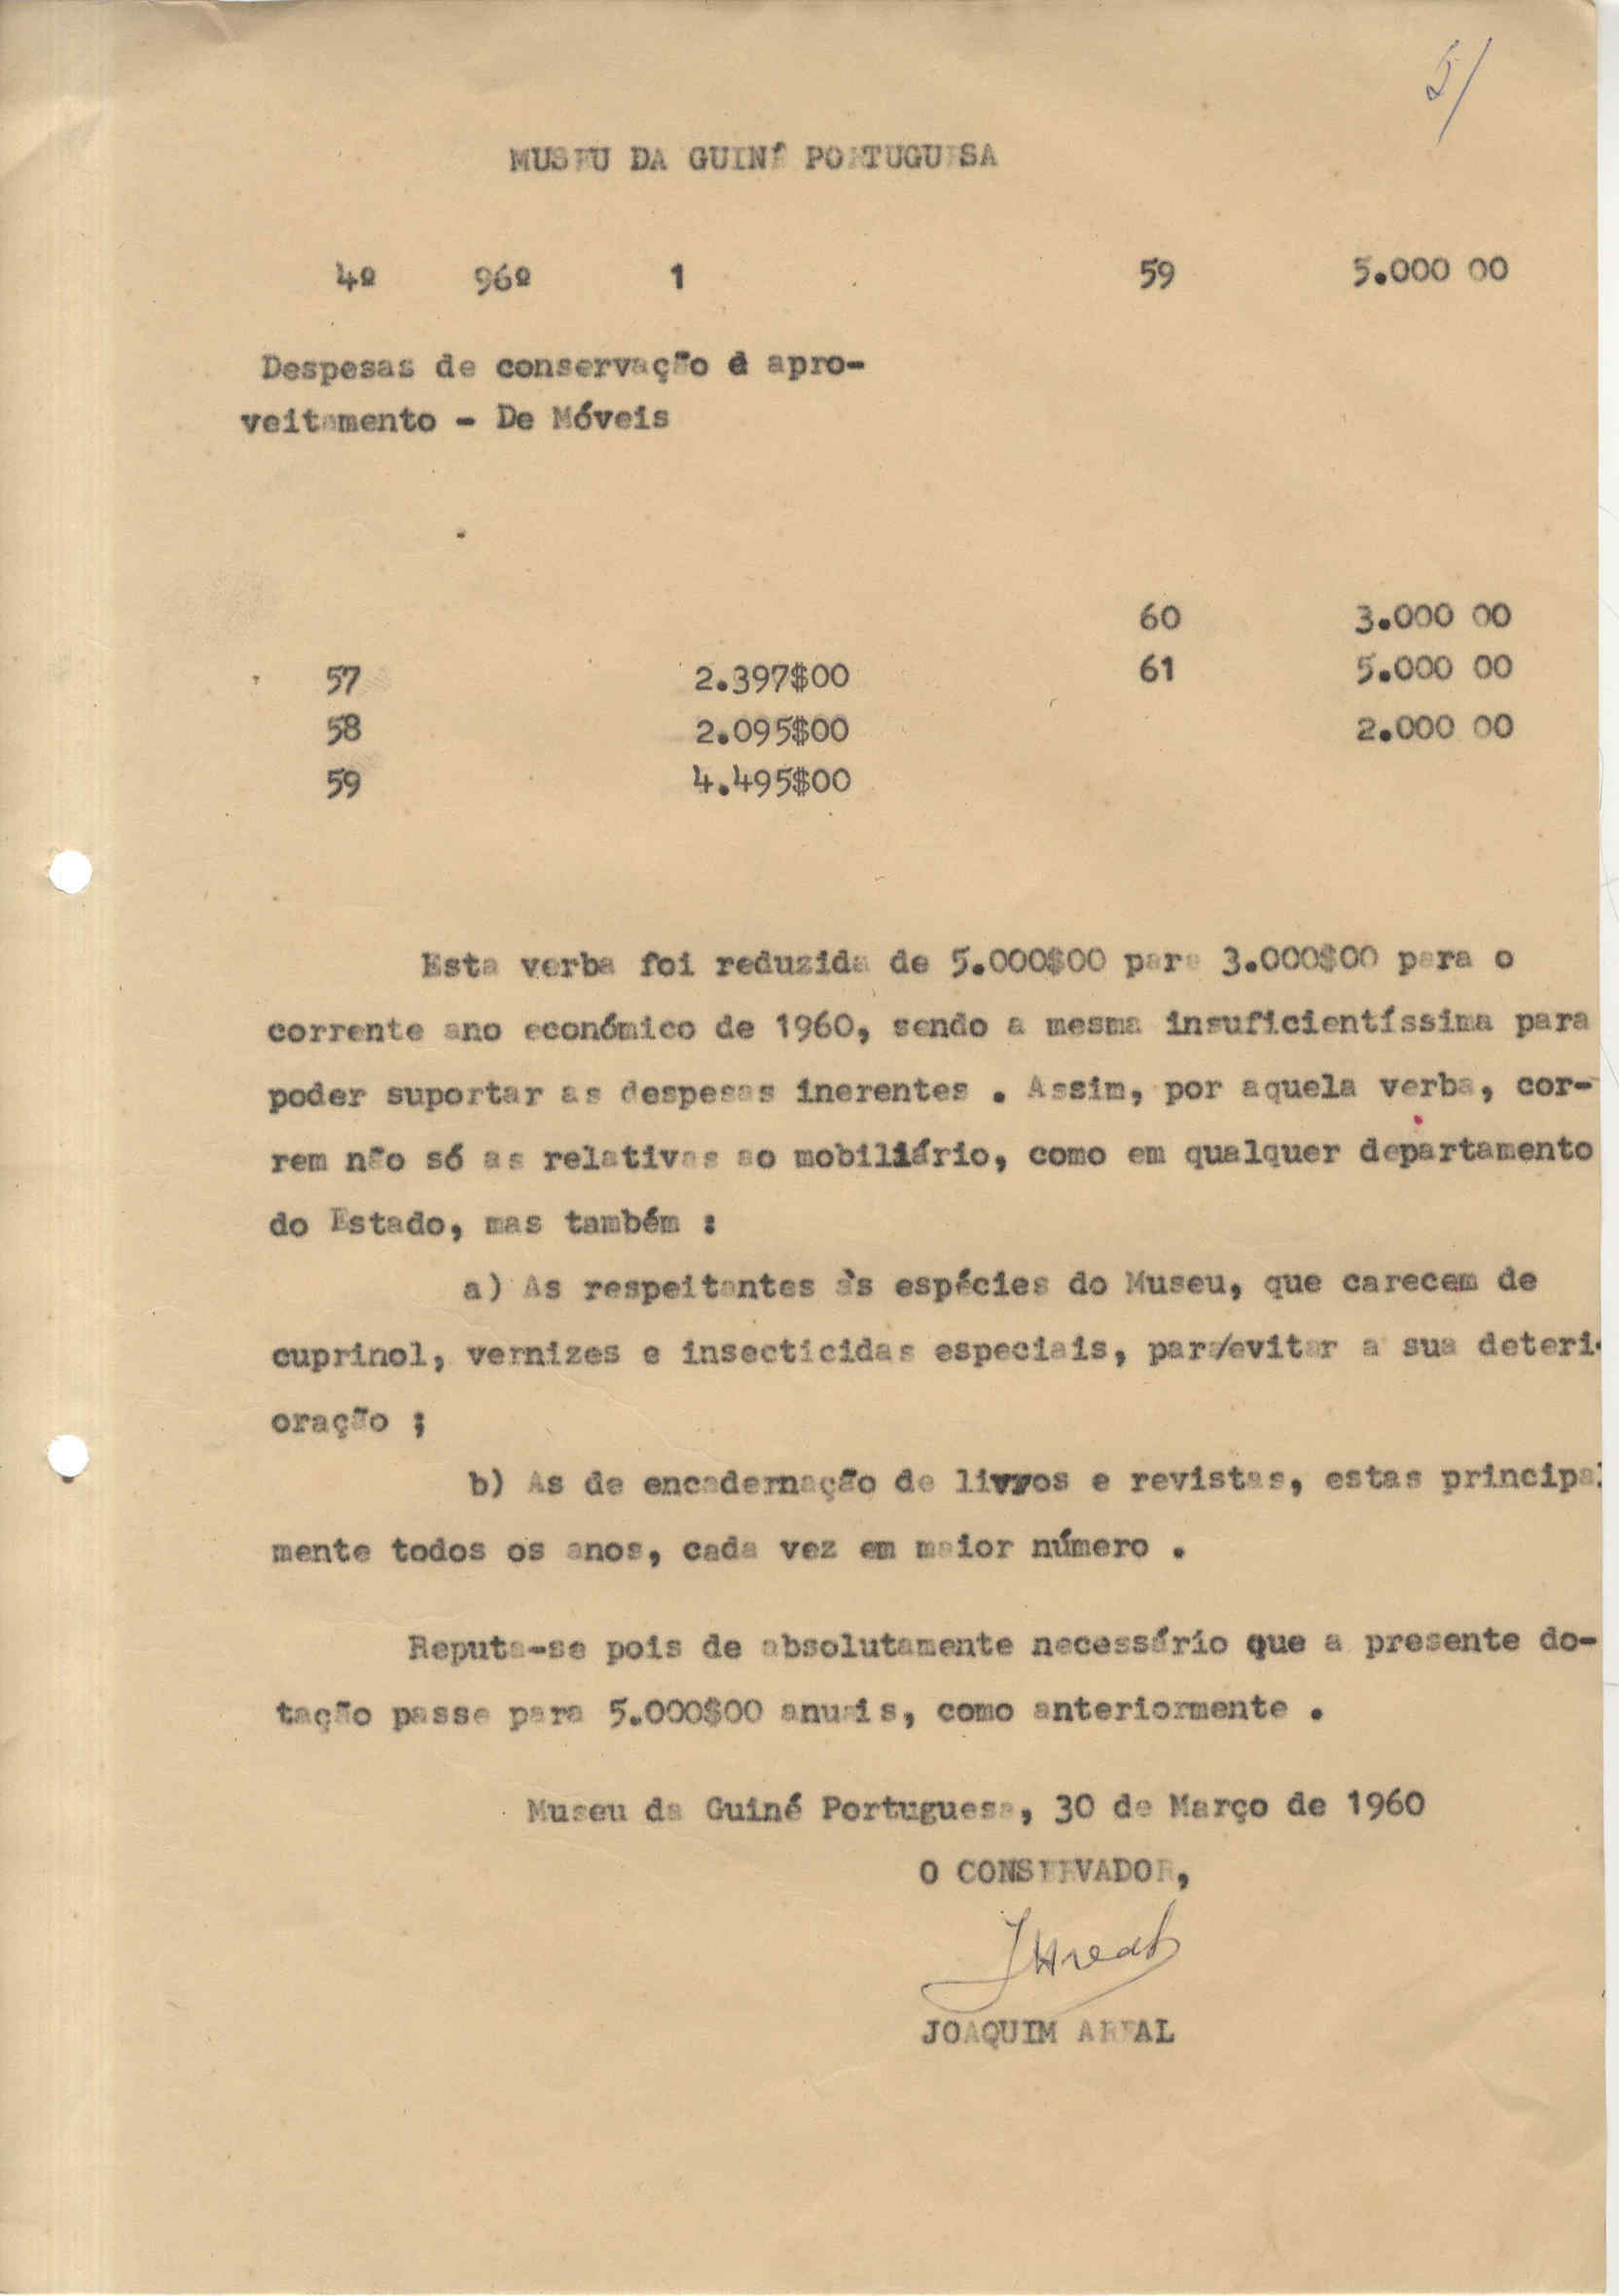 5/
MUSEU DA GUINÉ PORTUGUESA
4º 96º 1 59 5.000 00
Despesas de conservação e apro-
veitamento - De Móveis
60 3.000 00
57 2.397$00 61 5.000 00
58 2.095$00 2.000 00
59 4.495$00
Esta verba foi reduzida de 5.000$00 para 3.000$00 para o
corrente ano económico de 1960, sendo a mesma insuficientíssima para
poder suportar as despesas inerentes . Assim, por aquela verba, cor-
rem não só as relativas ao mobiliário, como em qualquer departamento
do Estado, mas também :
a) As respeitantes às espécies do Museu, que carecem de
cuprinol, vernizes e insecticidas especiais, para/evitar a sua deteri-
oração ;
b) As de encadernação de livros e revistas, estas principal
mente todos os anos, cada vez em maior número .
Reputa-se pois de absolutamente necessário que a presente do-
tação passe para 5.000$00 anuais, como anteriormente .
Museu da Guiné Portuguesa, 30 de Março de 1960
O CONSERVADOR,
JAreal
JOAQUIM AREAL